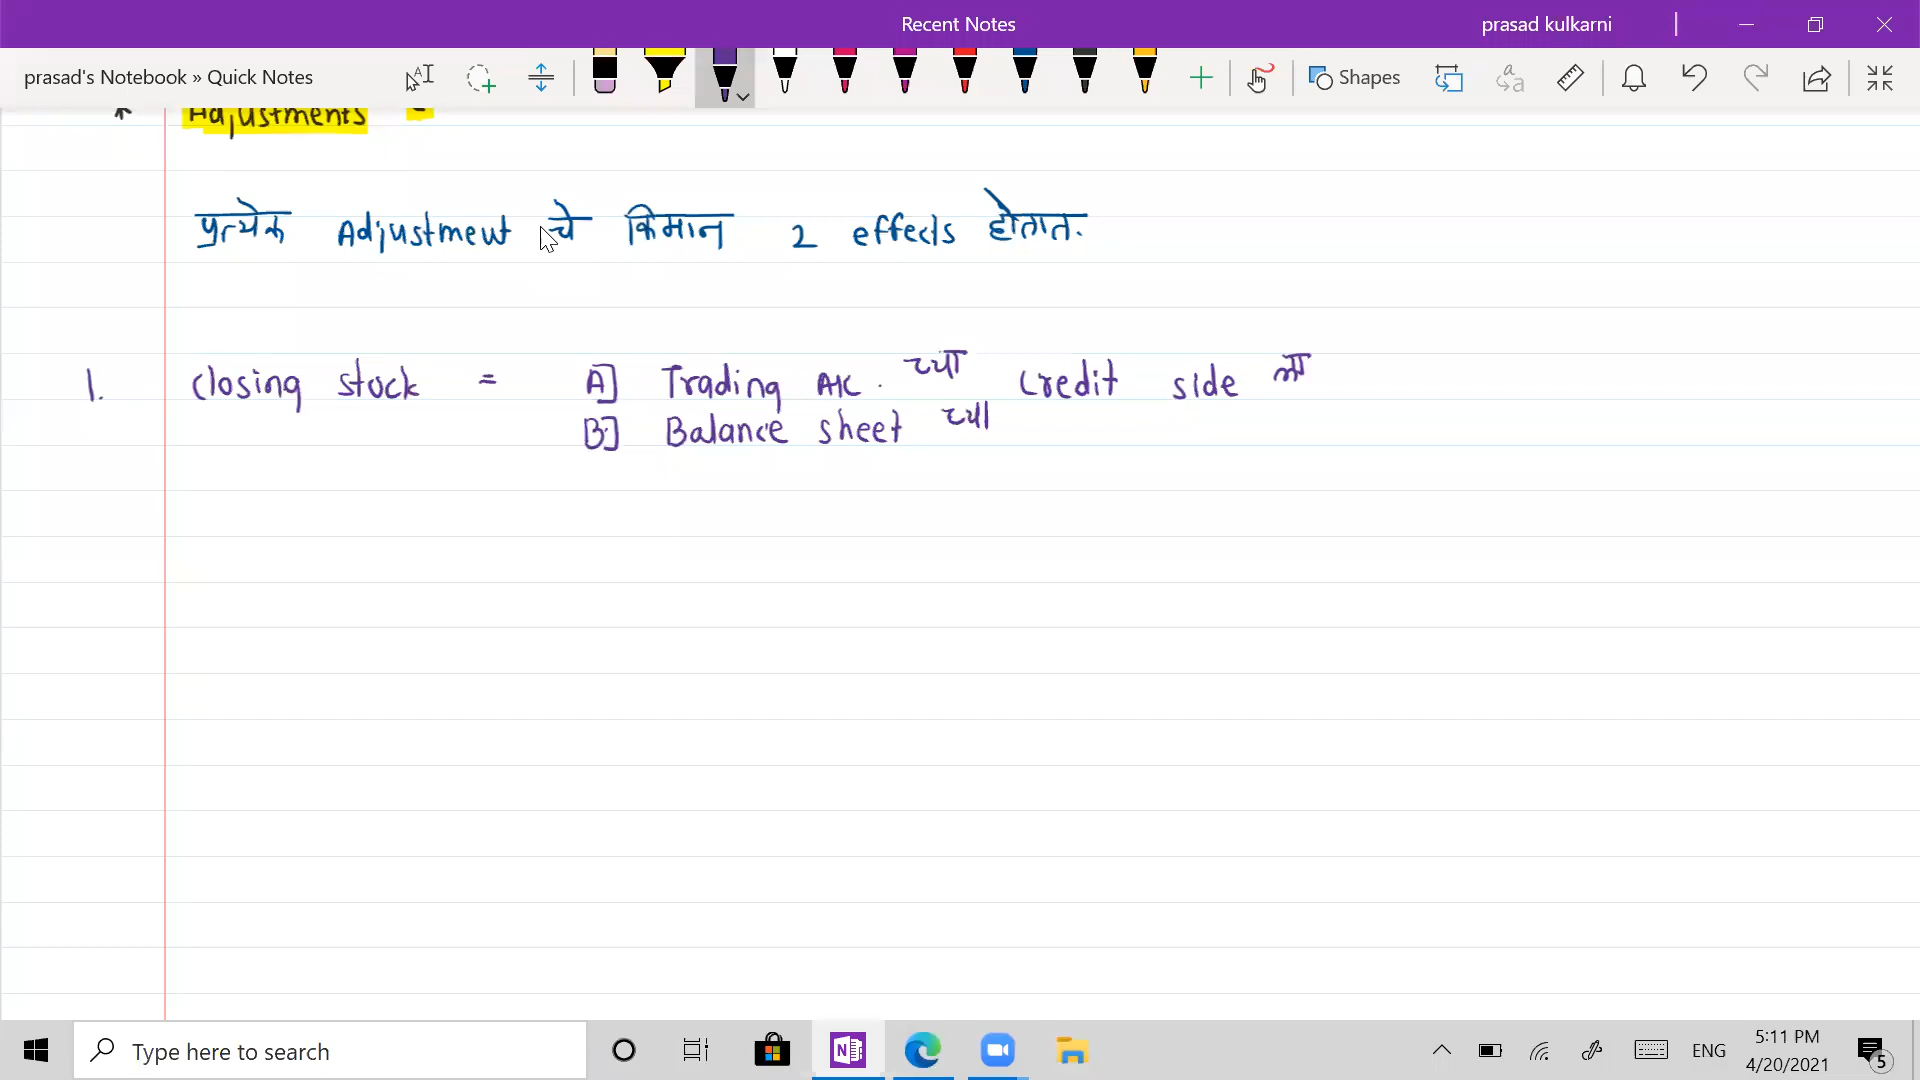 Recent Notes
prasad kulkarni
prasad's Notebook » Quick Notes
Shapes
Adjustments
प्रत्येक Adjustment चे किमान 2 effects होतात.
1. Closing stock = A] Trading A/c. च्या Credit side ला
B] Balance sheet च्या
Type here to search
ENG
5:11 PM
4/20/2021
5